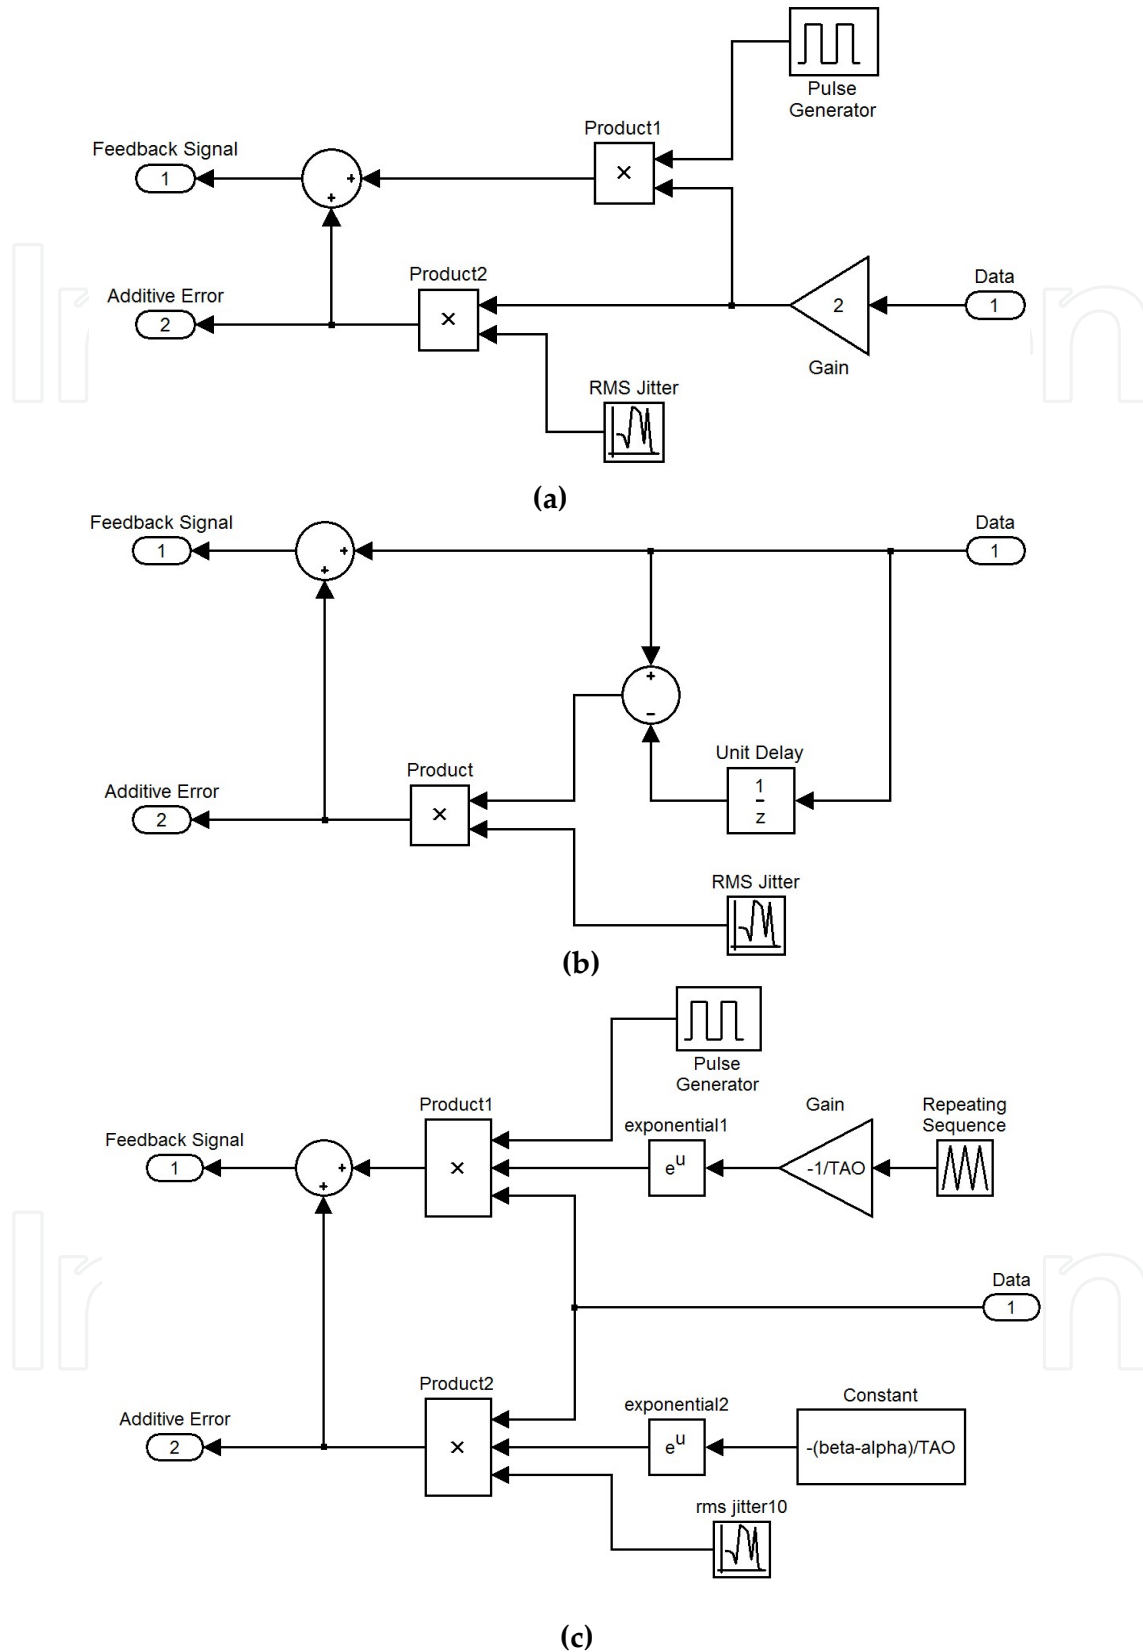 Pulse
Generator
Product1
Feedback Signal
1
+
×
+
Product2
Data
Additive Error
2
×
2
1
Gain
RMS Jitter
(a)
Feedback Signal
Data
1
+
1
+
+
−
Unit Delay
Product
1
Additive Error
×
z
2
RMS Jitter
(b)
Pulse
Generator
Product1
Gain
Repeating
Sequence
exponential1
Feedback Signal
1
+
×
e^u
-1/TAO
+
Data
1
Product2
Constant
exponential2
Additive Error
2
×
e^u
-(beta-alpha)/TAO
rms jitter10
(c)